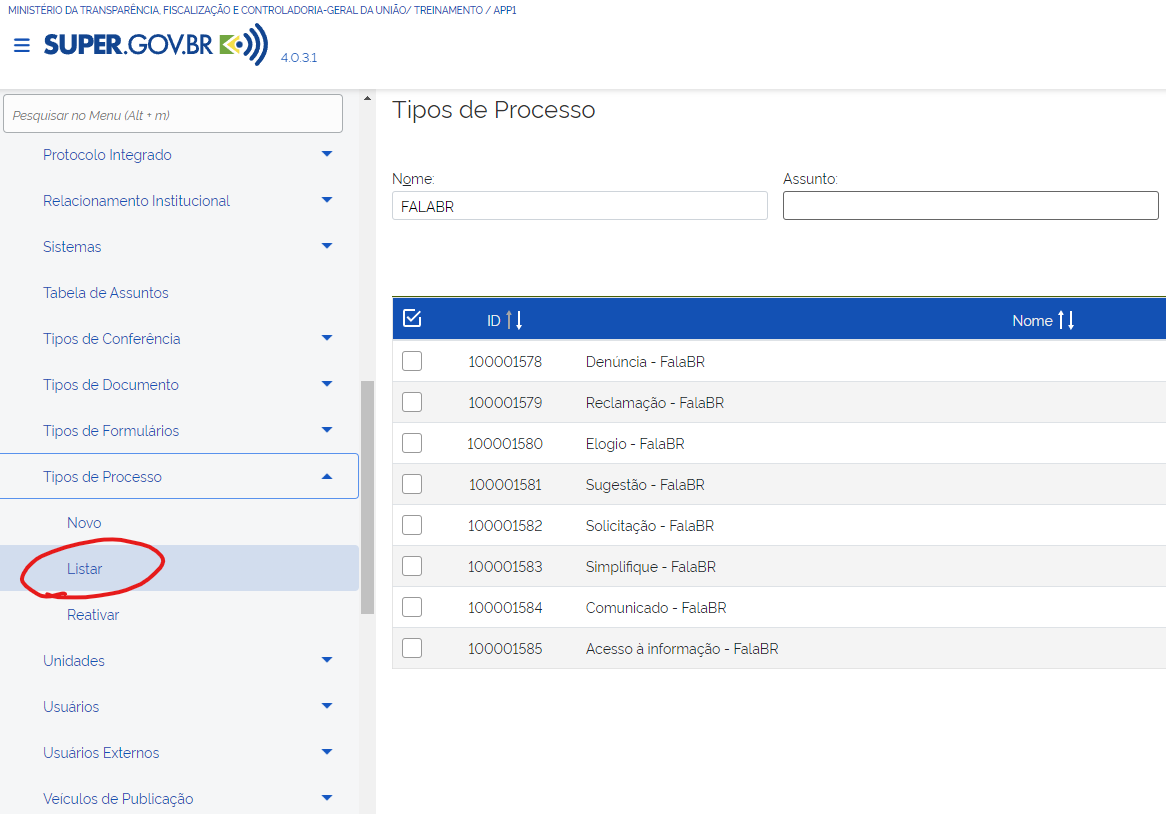 MINISTÉRIO DA TRANSPARÊNCIA, FISCALIZAÇÃO E CONTROLADORIA-GERAL DA UNIÃO/ TREINAMENTO / APP1
SUPER.GOV.BR 4.0.3.1
Pesquisar no Menu (Alt + m)
Protocolo Integrado
Relacionamento Institucional
Sistemas
Tabela de Assuntos
Tipos de Conferência
Tipos de Documento
Tipos de Formulários
Tipos de Processo
Novo
Listar
Reativar
Unidades
Usuários
Usuários Externos
Veículos de Publicação
Tipos de Processo
Nome: Assunto:
FALABR
ID Nome
100001578 Denúncia - FalaBR
100001579 Reclamação - FalaBR
100001580 Elogio - FalaBR
100001581 Sugestão - FalaBR
100001582 Solicitação - FalaBR
100001583 Simplifique - FalaBR
100001584 Comunicado - FalaBR
100001585 Acesso à informação - FalaBR